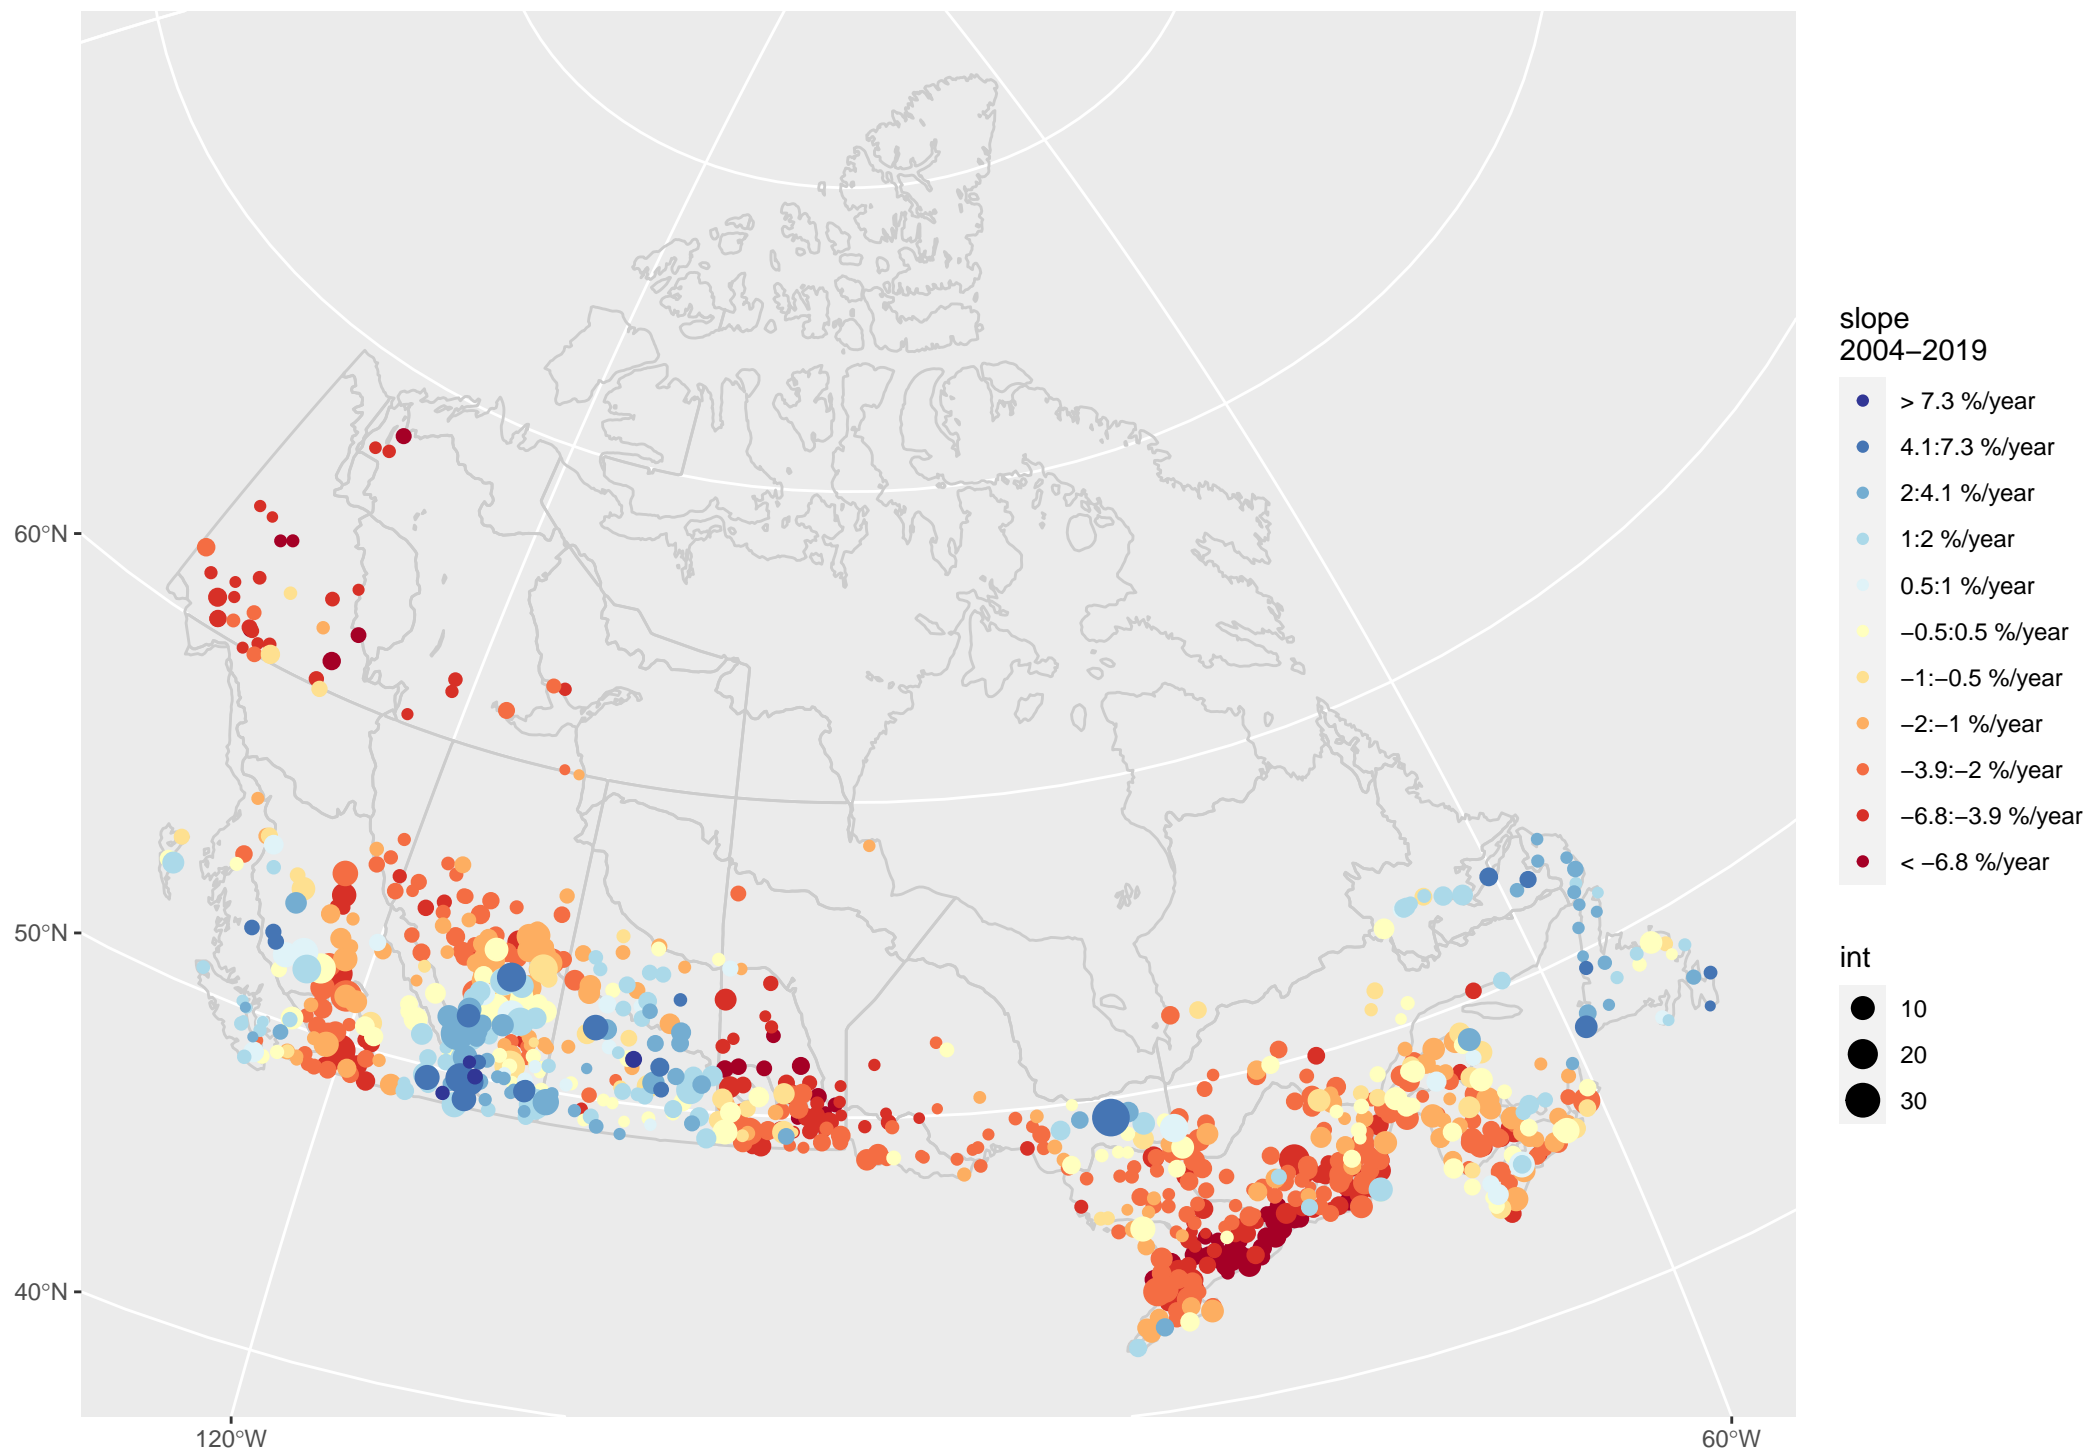 60°N
50°N
40°N
120°W
60°W
slope
2004−2019
> 7.3 %/year
4.1:7.3 %/year
2:4.1 %/year
1:2 %/year
0.5:1 %/year
−0.5:0.5 %/year
−1:−0.5 %/year
−2:−1 %/year
−3.9:−2 %/year
−6.8:−3.9 %/year
< −6.8 %/year
int
10
20
30